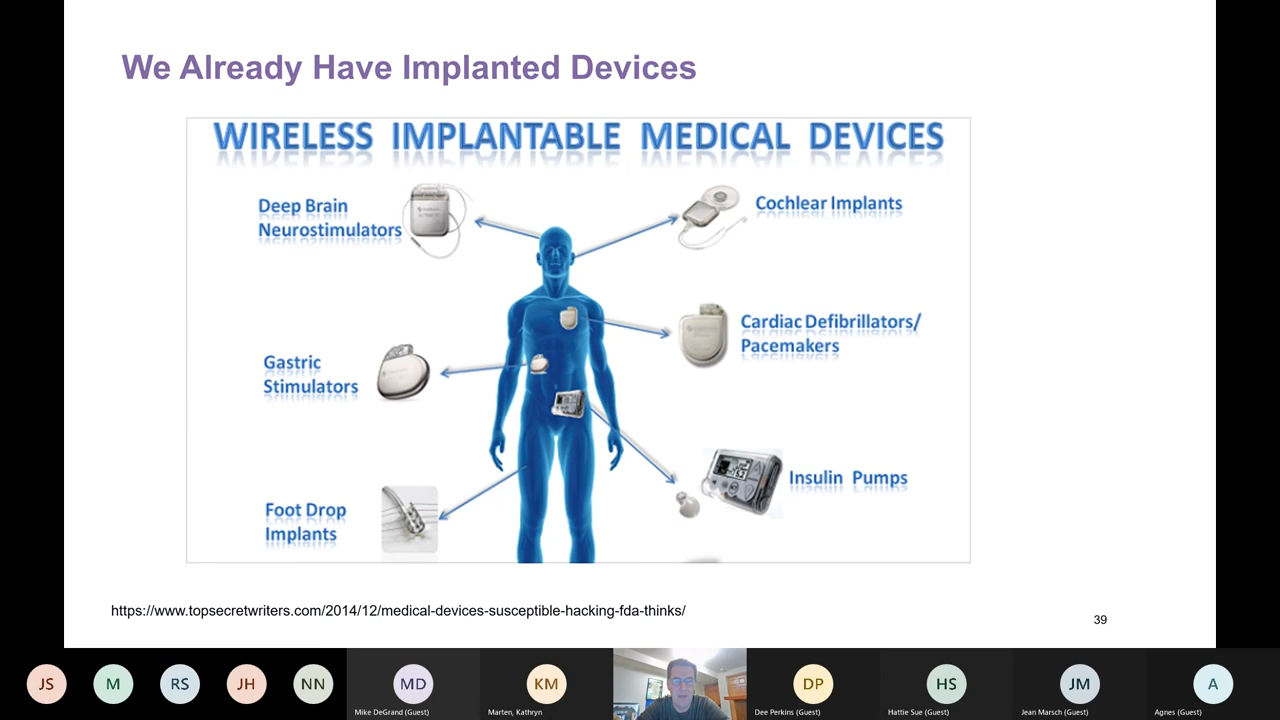 We Already Have Implanted Devices
WIRELESS IMPLANTABLE MEDICAL DEVICES
Deep Brain
Neurostimulators
Cochlear Implants
Cardiac Defibrillators/
Pacemakers
Gastric
Stimulators
Insulin Pumps
Foot Drop
Implants
https://www.topsecretwriters.com/2014/12/medical-devices-susceptible-hacking-fda-thinks/
39
JS
M
RS
JH
NN
MD
KM
DP
HS
JM
A
Mike DeGrand (Guest)
Marten, Kathryn
Dee Perkins (Guest)
Hattie Sue (Guest)
Jean Marsch (Guest)
Agnes (Guest)